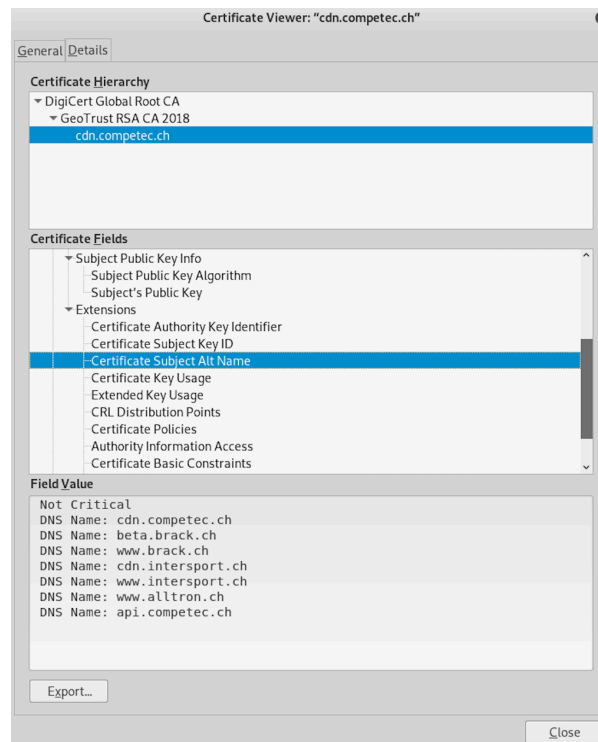 Certificate Viewer: “cdn.competec.ch”
General Details
Certificate Hierarchy
DigiCert Global Root CA
GeoTrust RSA CA 2018
cdn.competec.ch
Certificate Fields
Subject Public Key Info
Subject Public Key Algorithm
Subject's Public Key
Extensions
Certificate Authority Key Identifier
Certificate Subject Key ID
Certificate Subject Alt Name
Certificate Key Usage
Extended Key Usage
CRL Distribution Points
Certificate Policies
Authority Information Access
Certificate Basic Constraints
Field Value
Not Critical
DNS Name: cdn.competec.ch
DNS Name: beta.brack.ch
DNS Name: www.brack.ch
DNS Name: cdn.intersport.ch
DNS Name: www.intersport.ch
DNS Name: www.alltron.ch
DNS Name: api.competec.ch
Export...
Close